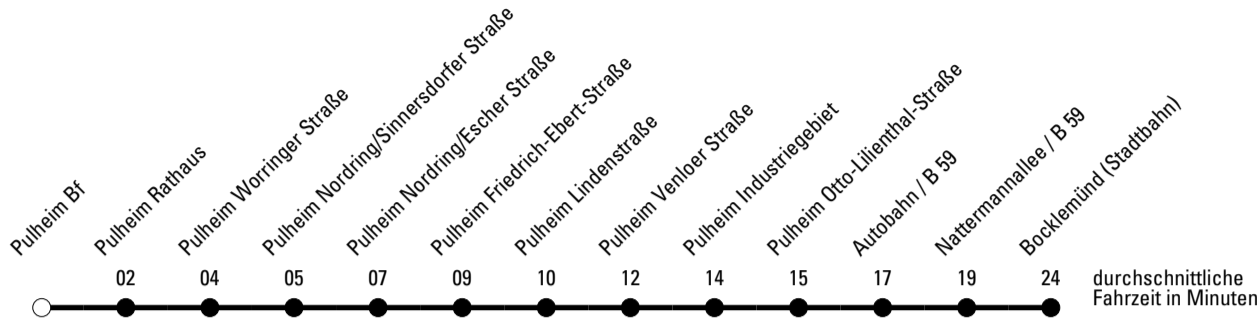 Pulheim Bf
Pulheim Rathaus
Pulheim Worringer Straße
Pulheim Nordring/Sinnersdorfer Straße
Pulheim Nordring/Escher Straße
Pulheim Friedrich-Ebert-Straße
Pulheim Lindenstraße
Pulheim Venloer Straße
Pulheim Industriegebiet
Pulheim Otto-Lilienthal-Straße
Autobahn / B 59
Nattermannallee / B 59
Bocklemünd (Stadtbahn)
02 04 05 07 09 10 12 14 15 17 19 24
durchschnittliche
Fahrzeit in Minuten